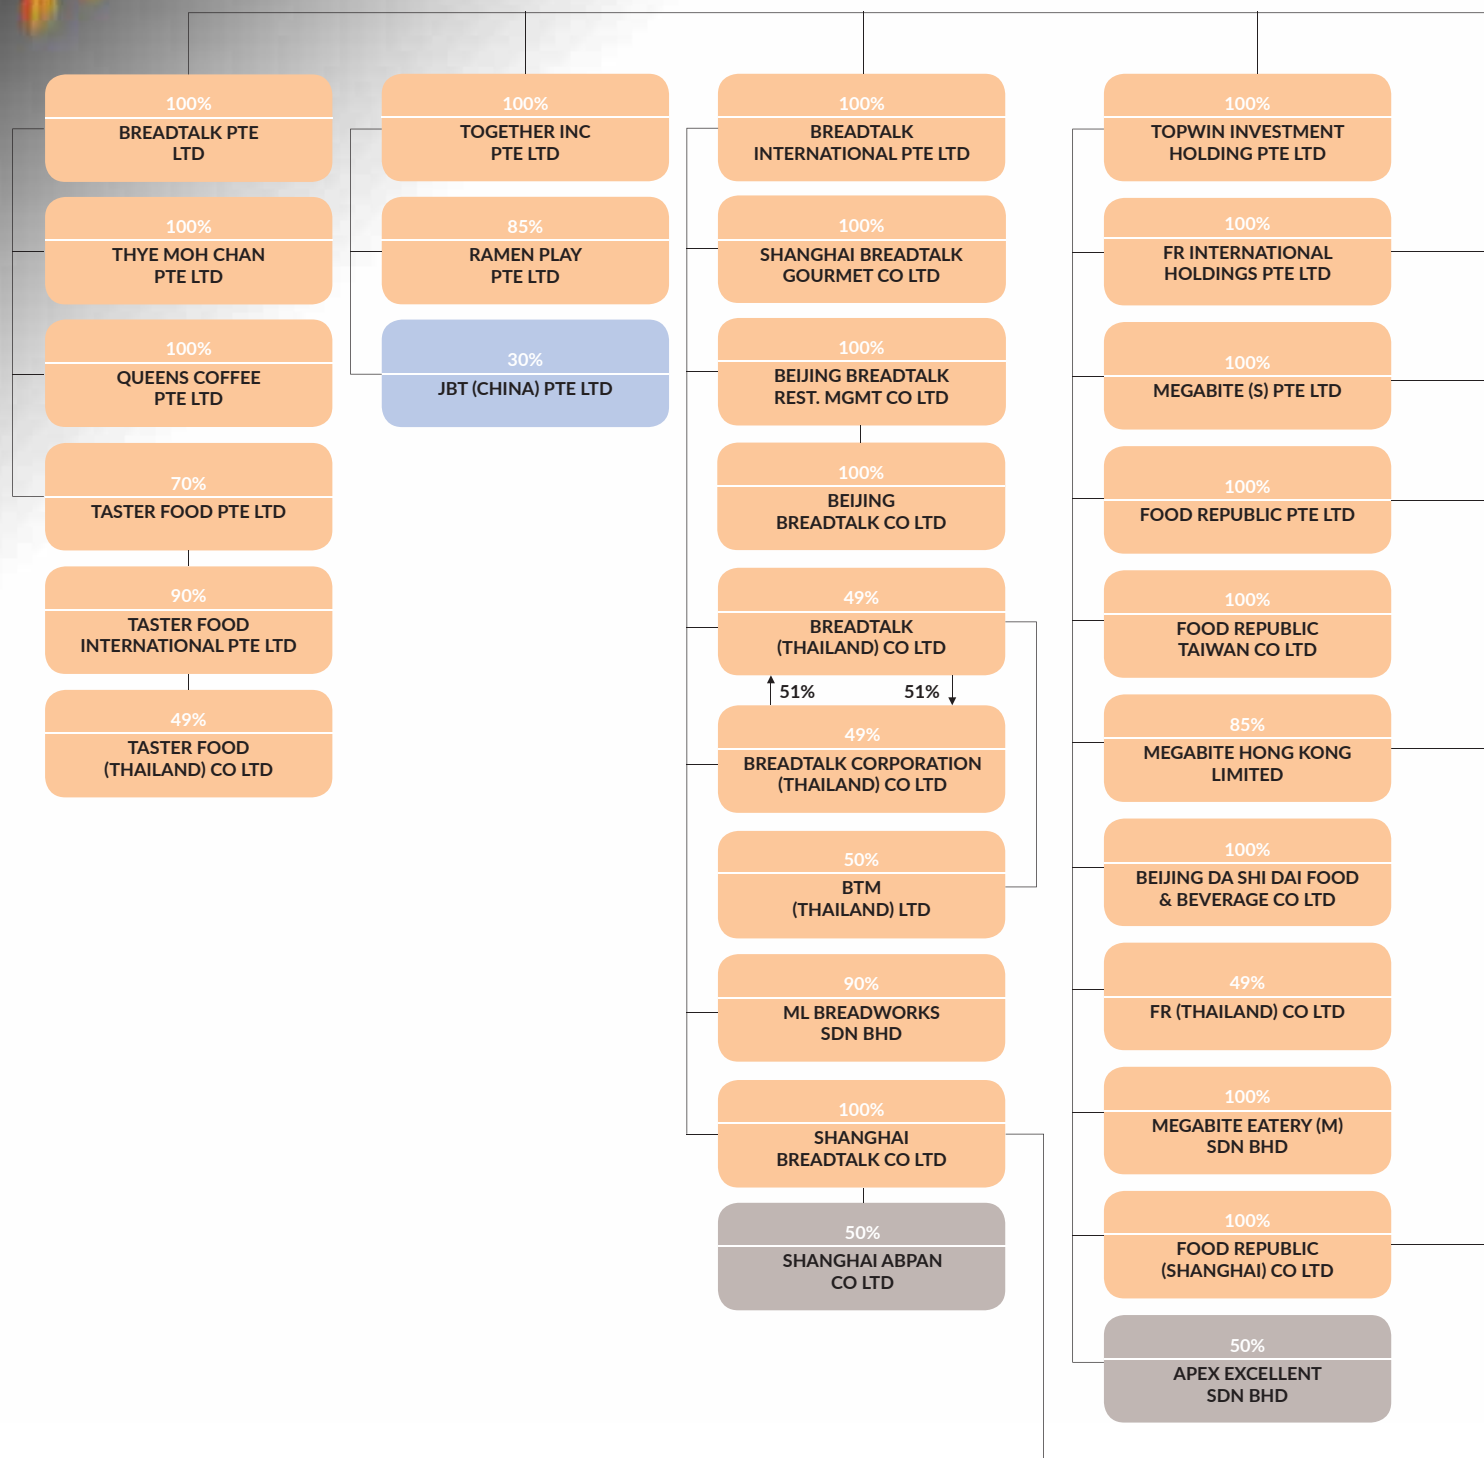 100%
BREADTALK PTE
LTD
100%
THYE MOH CHAN
PTE LTD
100%
QUEENS COFFEE
PTE LTD
70%
TASTER FOOD PTE LTD
90%
TASTER FOOD
INTERNATIONAL PTE LTD
49%
TASTER FOOD
(THAILAND) CO LTD
100%
TOGETHER INC
PTE LTD
85%
RAMEN PLAY
PTE LTD
30%
JBT (CHINA) PTE LTD
100%
BREADTALK
INTERNATIONAL PTE LTD
100%
SHANGHAI BREADTALK
GOURMET CO LTD
100%
BEIJING BREADTALK
REST. MGMT CO LTD
100%
BEIJING
BREADTALK CO LTD
49%
BREADTALK
(THAILAND) CO LTD
51% 51%
49%
BREADTALK CORPORATION
(THAILAND) CO LTD
50%
BTM
(THAILAND) LTD
90%
ML BREADWORKS
SDN BHD
100%
SHANGHAI
BREADTALK CO LTD
50%
SHANGHAI ABPAN
CO LTD
100%
TOPWIN INVESTMENT
HOLDING PTE LTD
100%
FR INTERNATIONAL
HOLDINGS PTE LTD
100%
MEGABITE (S) PTE LTD
100%
FOOD REPUBLIC PTE LTD
100%
FOOD REPUBLIC
TAIWAN CO LTD
85%
MEGABITE HONG KONG
LIMITED
100%
BEIJING DA SHI DAI FOOD
& BEVERAGE CO LTD
49%
FR (THAILAND) CO LTD
100%
MEGABITE EATERY (M)
SDN BHD
100%
FOOD REPUBLIC
(SHANGHAI) CO LTD
50%
APEX EXCELLENT
SDN BHD